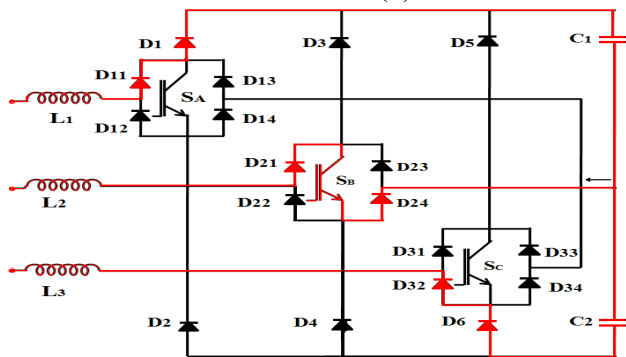 D1 D3 D5 C1
D11 D13
SA
L1 D12 D14
D21 D23
SB
L2 D22 D24
D31 D33
SC
L3 D32 D34
D2 D4 D6 C2